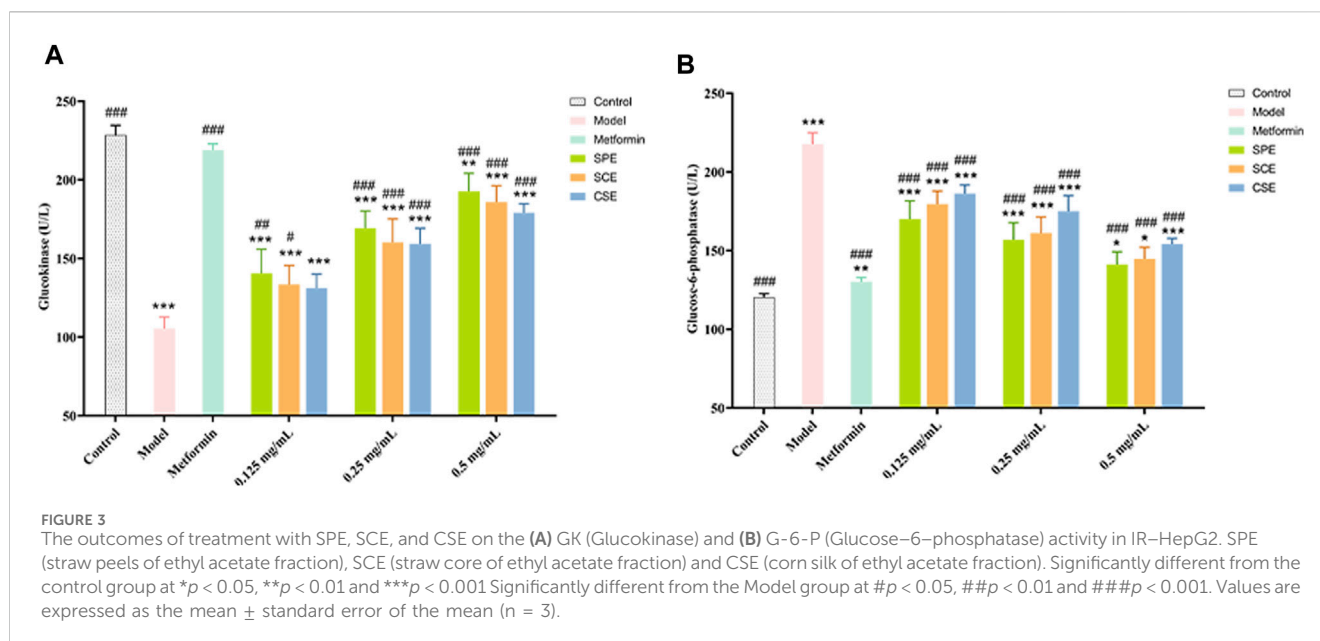 A
###
###
***
##
***
#
***
***
###
***
###
***
###
***
###
**
###
***
###
***
Glucokinase (U/L)
250
200
150
100
50
Control
Model
Metformin
0.125 mg/mL
0.25 mg/mL
0.5 mg/mL
Control
Model
Metformin
SPE
SCE
CSE
B
###
***
###
**
###
***
###
***
###
***
###
***
###
***
###
***
###
*
###
*
###
***
Glucose-6-phosphatase (U/L)
250
200
150
100
50
Control
Model
Metformin
0.125 mg/mL
0.25 mg/mL
0.5 mg/mL
Control
Model
Metformin
SPE
SCE
CSE
FIGURE 3
The outcomes of treatment with SPE, SCE, and CSE on the (A) GK (Glucokinase) and (B) G-6-P (Glucose–6–phosphatase) activity in IR–HepG2. SPE
(straw peels of ethyl acetate fraction), SCE (straw core of ethyl acetate fraction) and CSE (corn silk of ethyl acetate fraction). Significantly different from the
control group at *p < 0.05, **p < 0.01 and ***p < 0.001 Significantly different from the Model group at #p < 0.05, ##p < 0.01 and ###p < 0.001. Values are
expressed as the mean ± standard error of the mean (n = 3).